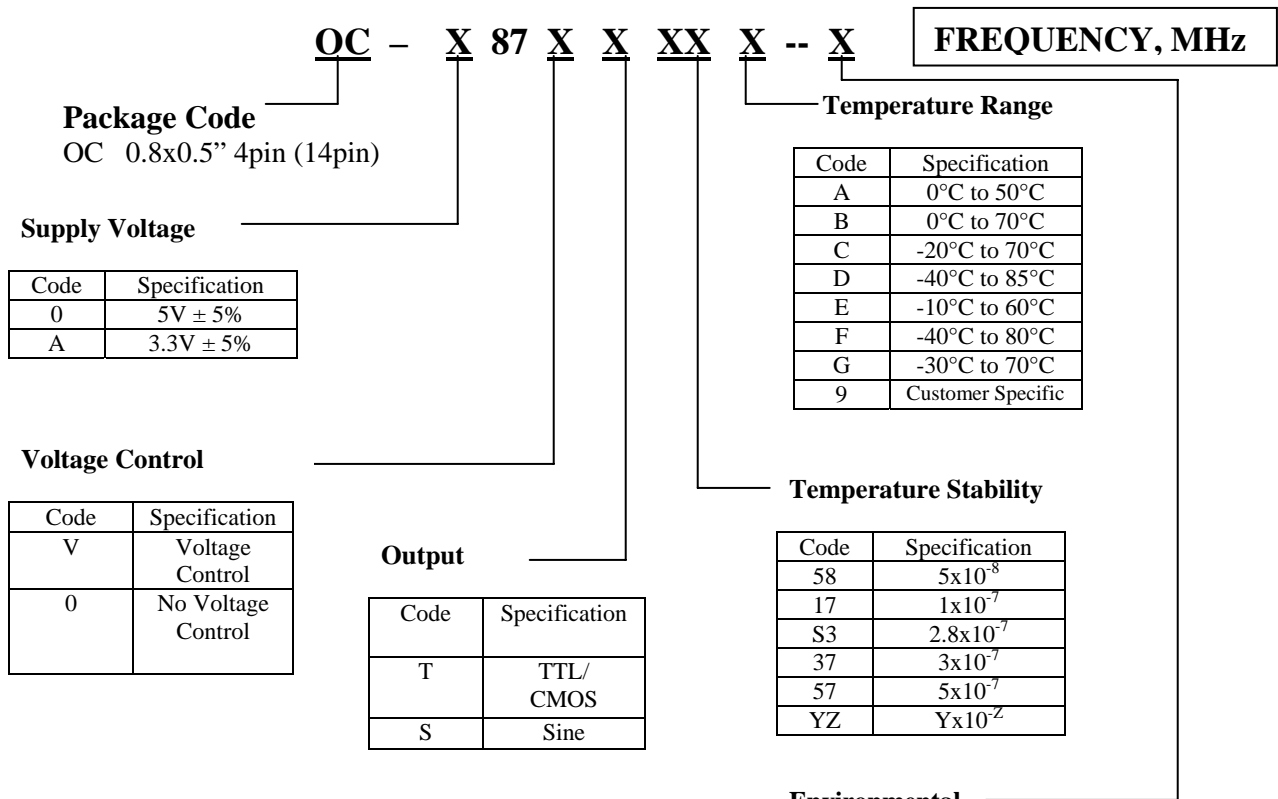 OC – X 87 X X XX X -- X FREQUENCY, MHz
Package Code
OC 0.8x0.5” 4pin (14pin)
Supply Voltage
Code Specification
0 5V ± 5%
A 3.3V ± 5%
Voltage Control
Code Specification
V Voltage
Control
0 No Voltage
Control
Output
Code Specification
T TTL/
CMOS
S Sine
Temperature Range
Code Specification
A 0°C to 50°C
B 0°C to 70°C
C -20°C to 70°C
D -40°C to 85°C
E -10°C to 60°C
F -40°C to 80°C
G -30°C to 70°C
9 Customer Specific
Temperature Stability
Code Specification
58 5x10⁻⁸
17 1x10⁻⁷
S3 2.8x10⁻⁷
37 3x10⁻⁷
57 5x10⁻⁷
YZ Yx10⁻ᶻ
Environmental